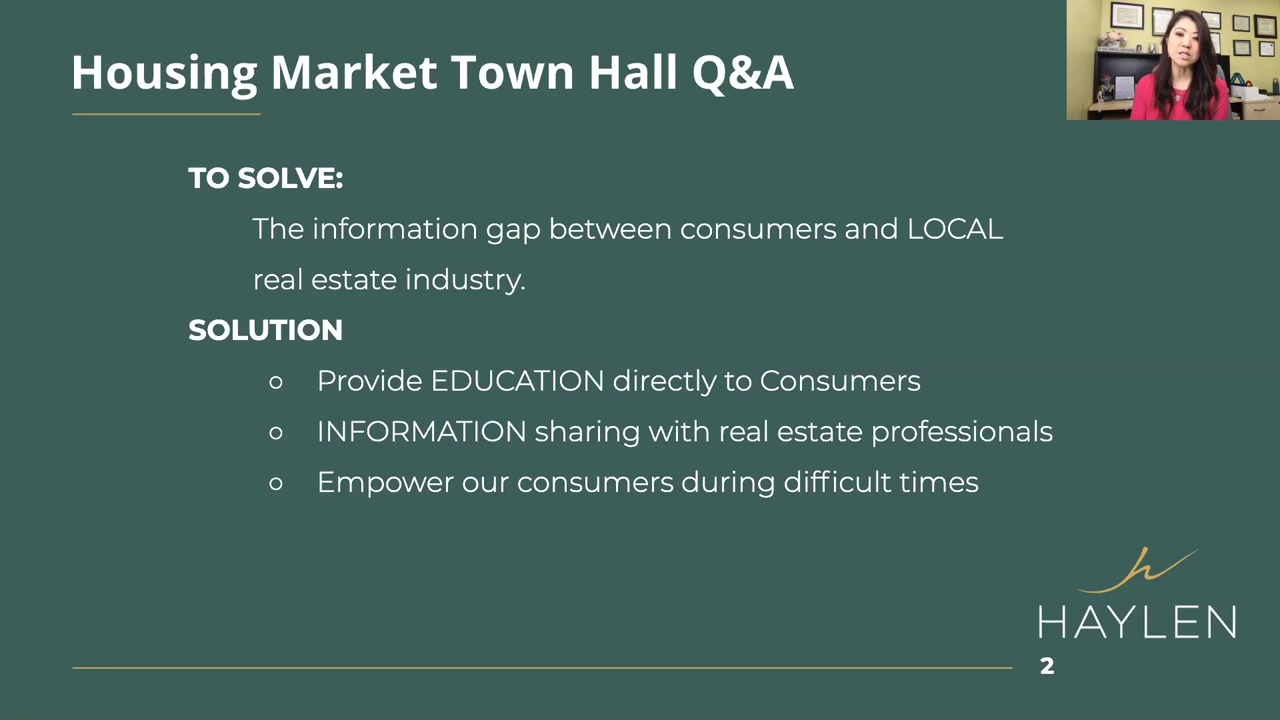 Housing Market Town Hall Q&A
TO SOLVE:
The information gap between consumers and LOCAL
real estate industry.
SOLUTION
○ Provide EDUCATION directly to Consumers
○ INFORMATION sharing with real estate professionals
○ Empower our consumers during difficult times
h
HAYLEN
2